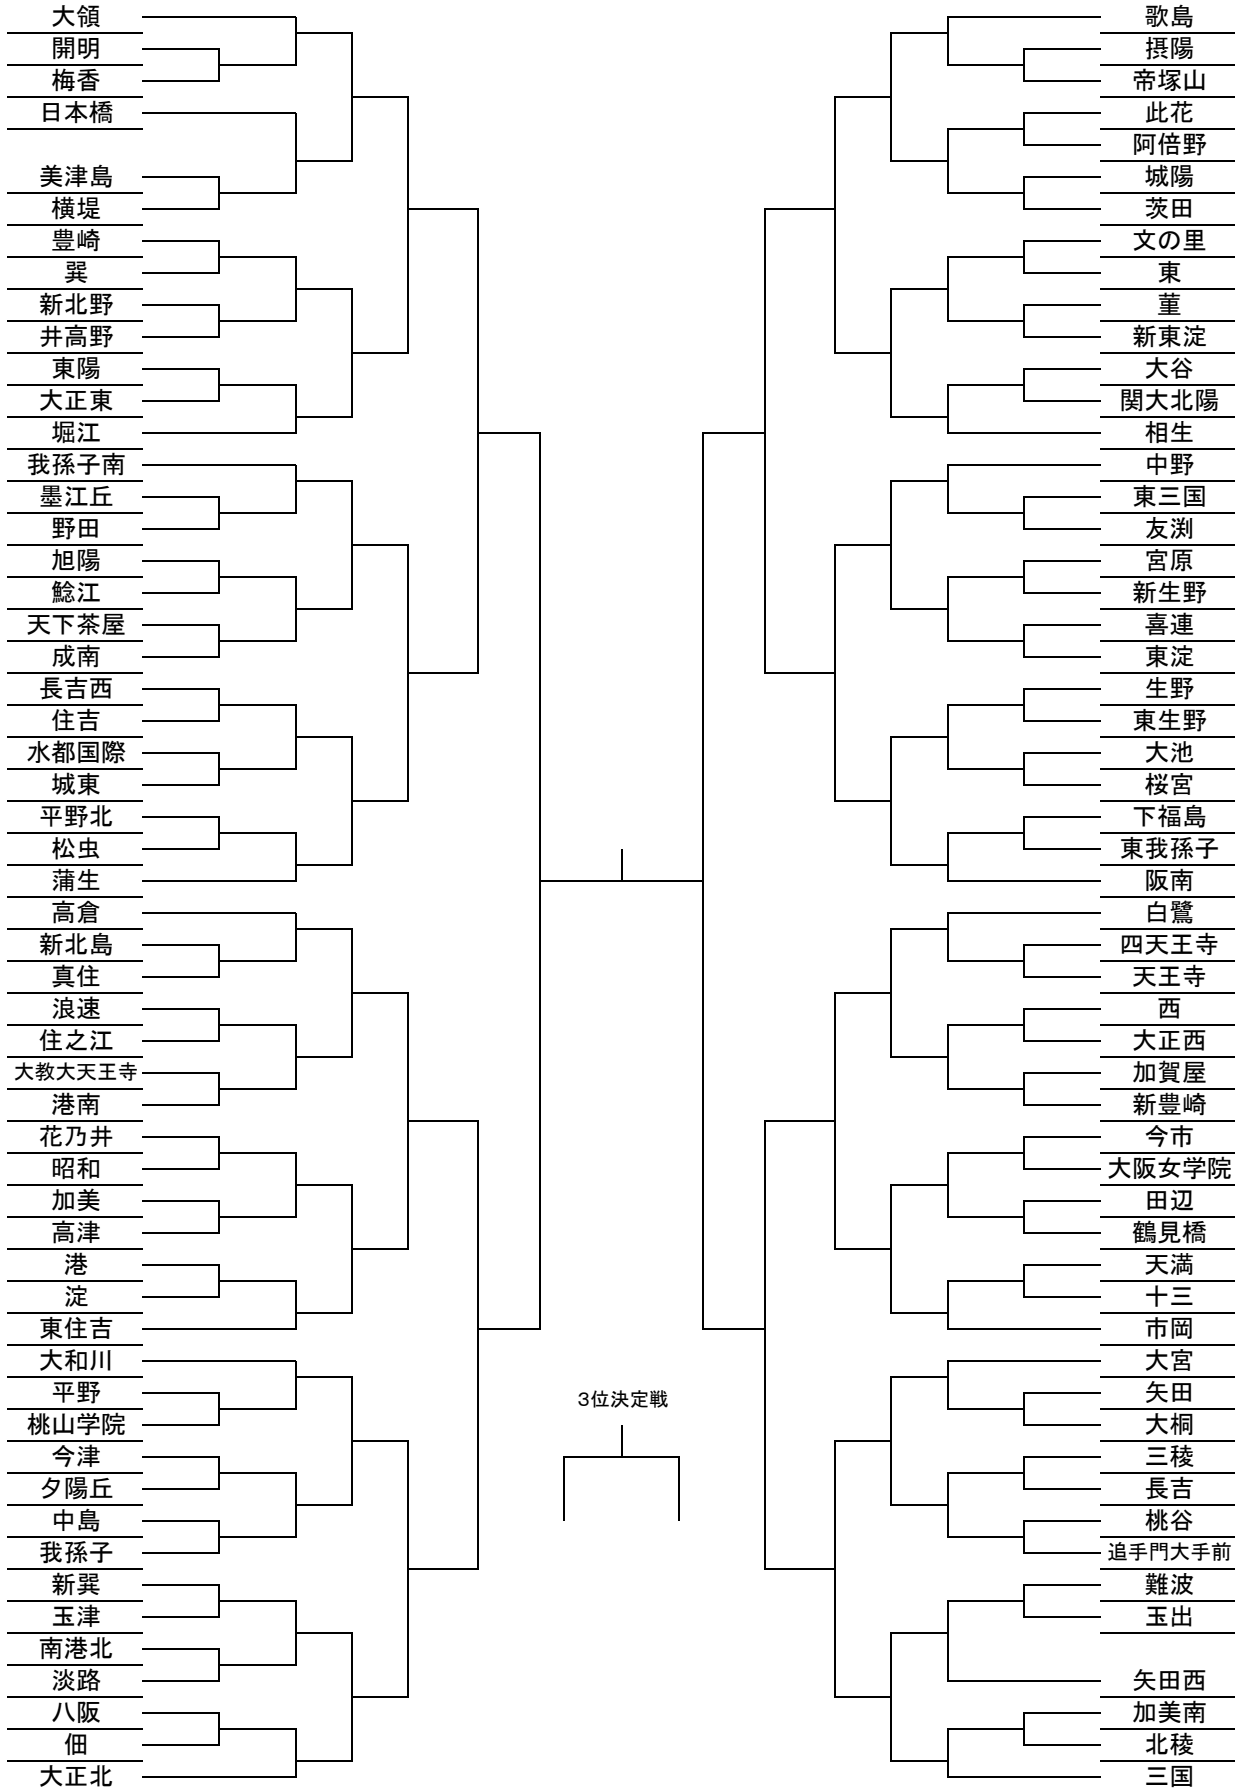 大領
開明
梅香
日本橋
美津島
横堤
豊崎
巽
新北野
井高野
東陽
大正東
堀江
我孫子南
墨江丘
野田
旭陽
鯰江
天下茶屋
成南
長吉西
住吉
水都国際
城東
平野北
松虫
蒲生
高倉
新北島
真住
浪速
住之江
大教大天王寺
港南
花乃井
昭和
加美
高津
港
淀
東住吉
大和川
平野
桃山学院
今津
夕陽丘
中島
我孫子
新巽
玉津
南港北
淡路
八阪
佃
大正北
3位決定戦
歌島
摂陽
帝塚山
此花
阿倍野
城陽
茨田
文の里
東
菫
新東淀
大谷
関大北陽
相生
中野
東三国
友渕
宮原
新生野
喜連
東淀
生野
東生野
大池
桜宮
下福島
東我孫子
阪南
白鷺
四天王寺
天王寺
西
大正西
加賀屋
新豊崎
今市
大阪女学院
田辺
鶴見橋
天満
十三
市岡
大宮
矢田
大桐
三稜
長吉
桃谷
追手門大手前
難波
玉出
矢田西
加美南
北稜
三国